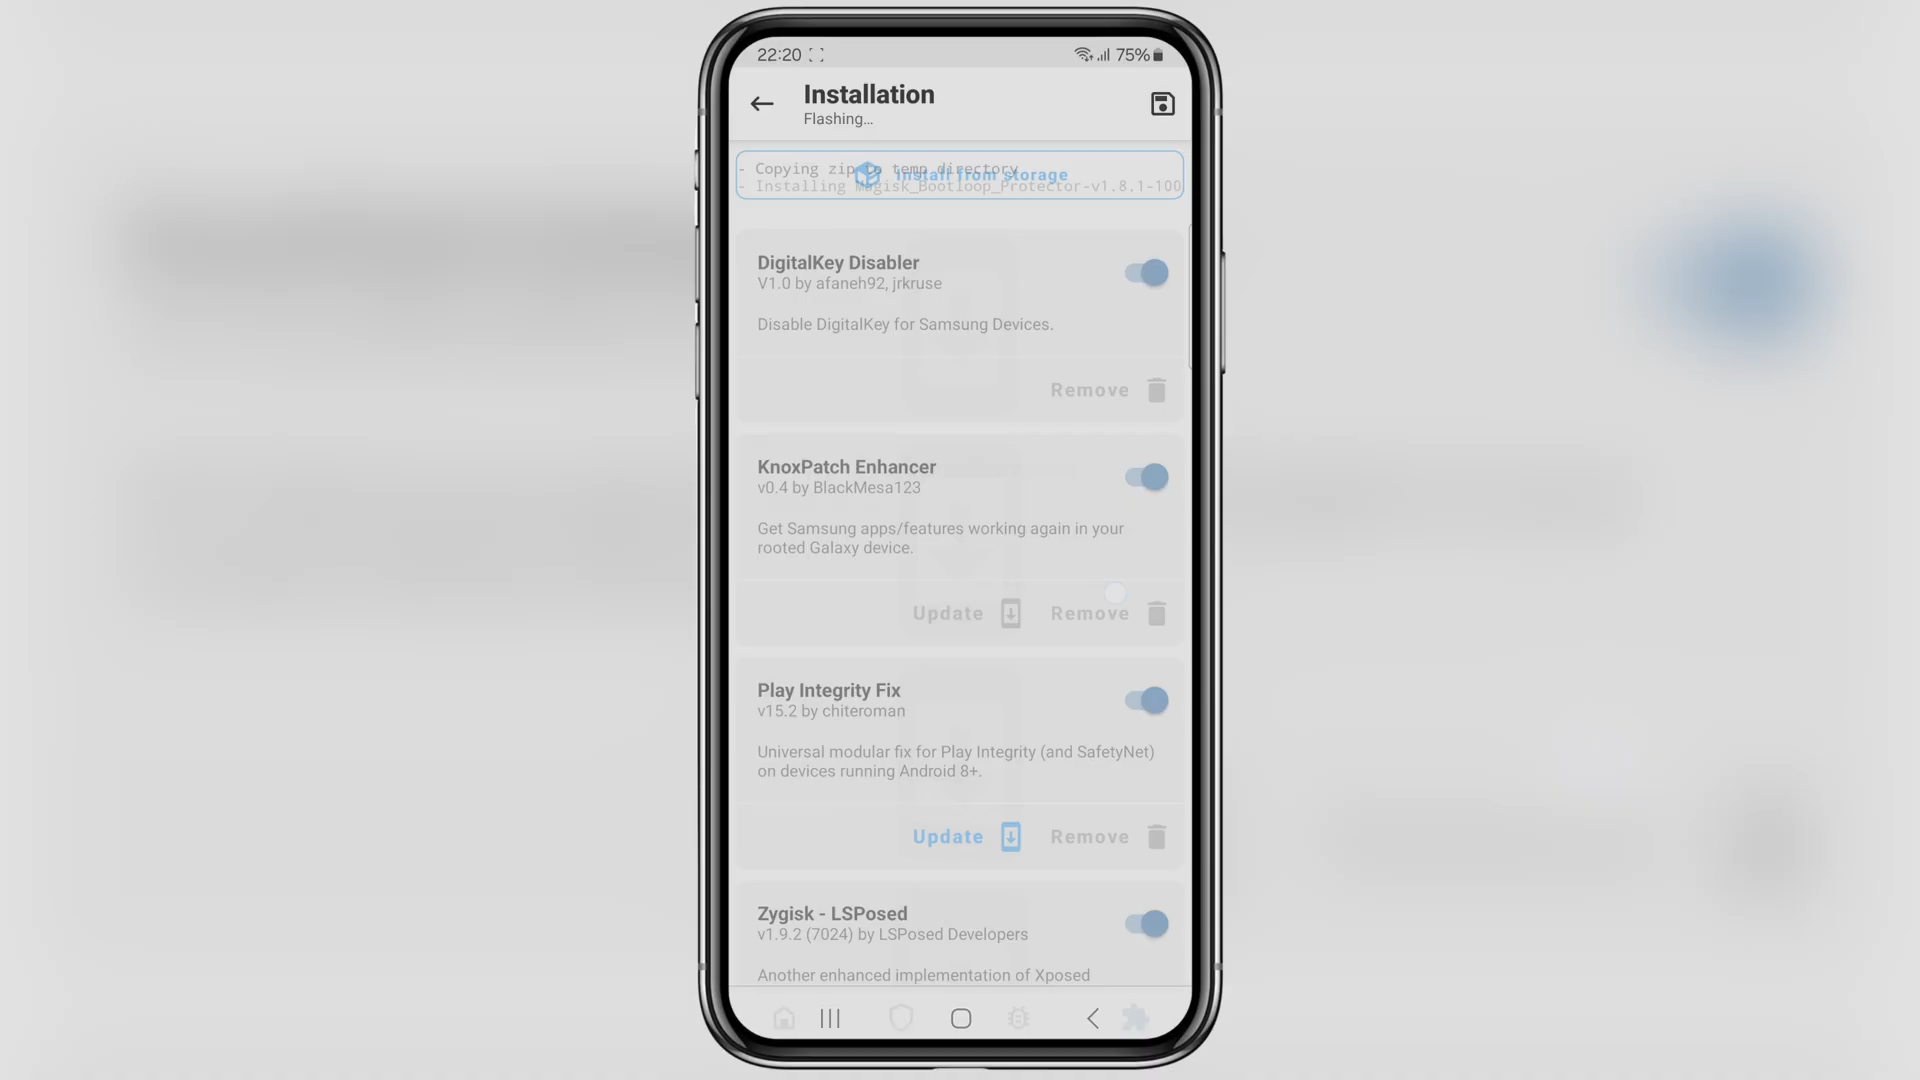 22:20
75%
Installation
Flashing...
- Copying zip to temp directory
Install from storage
- Installing Magisk_Bootloop_Protector-v1.8.1-100
DigitalKey Disabler
V1.0 by afaneh92, jrkruse
Disable DigitalKey for Samsung Devices.
Remove
KnoxPatch Enhancer
v0.4 by BlackMesa123
Get Samsung apps/features working again in your
rooted Galaxy device.
Update Remove
Play Integrity Fix
v15.2 by chiteroman
Universal modular fix for Play Integrity (and SafetyNet)
on devices running Android 8+.
Update Remove
Zygisk - LSPosed
v1.9.2 (7024) by LSPosed Developers
Another enhanced implementation of Xposed